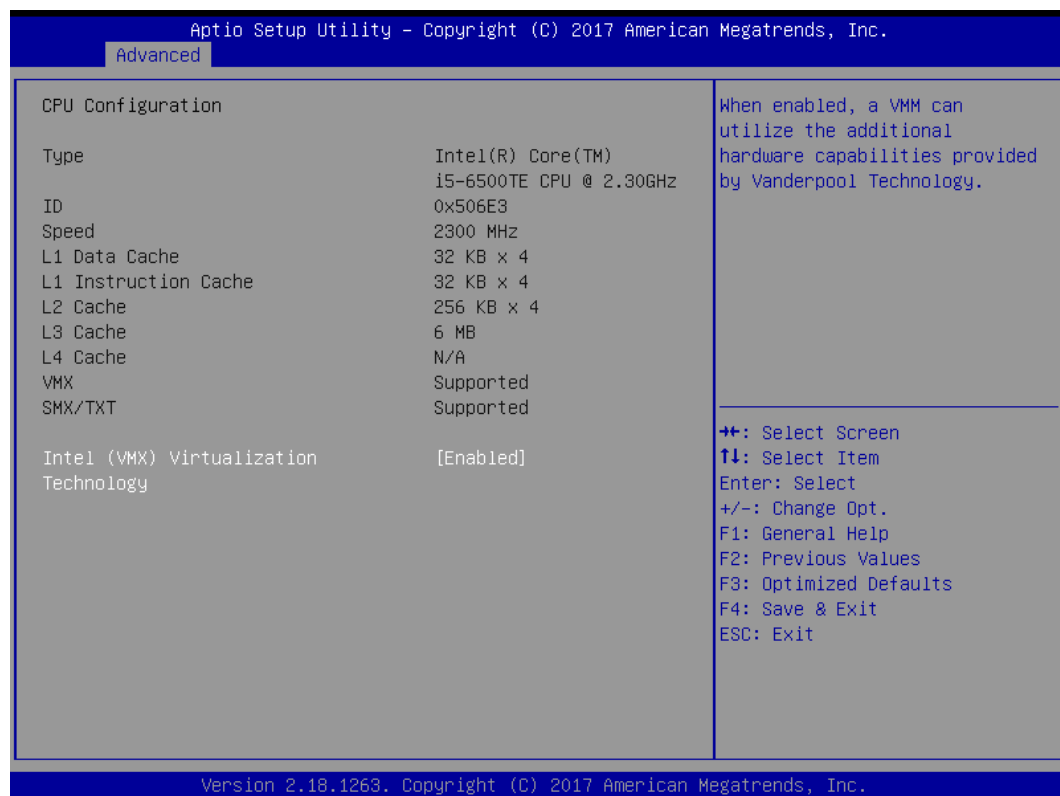 Aptio Setup Utility – Copyright (C) 2017 American Megatrends, Inc.
Advanced
CPU Configuration
Type Intel(R) Core(TM)
i5-6500TE CPU @ 2.30GHz
ID 0x506E3
Speed 2300 MHz
L1 Data Cache 32 KB x 4
L1 Instruction Cache 32 KB x 4
L2 Cache 256 KB x 4
L3 Cache 6 MB
L4 Cache N/A
VMX Supported
SMX/TXT Supported
Intel (VMX) Virtualization [Enabled]
Technology
When enabled, a VMM can
utilize the additional
hardware capabilities provided
by Vanderpool Technology.
→←: Select Screen
↑↓: Select Item
Enter: Select
+/-: Change Opt.
F1: General Help
F2: Previous Values
F3: Optimized Defaults
F4: Save & Exit
ESC: Exit
Version 2.18.1263. Copyright (C) 2017 American Megatrends, Inc.